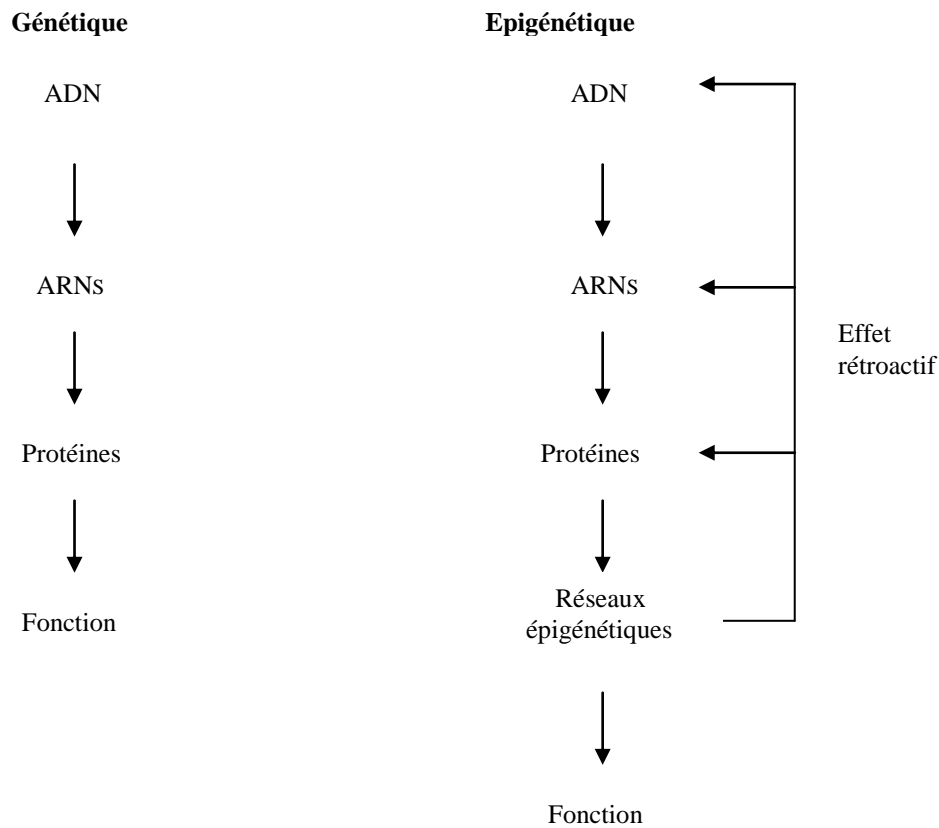 Génétique
Epigénétique
ADN
ADN
ARNs
ARNs
Effet
rétroactif
Protéines
Protéines
Réseaux
épigénétiques
Fonction
Fonction